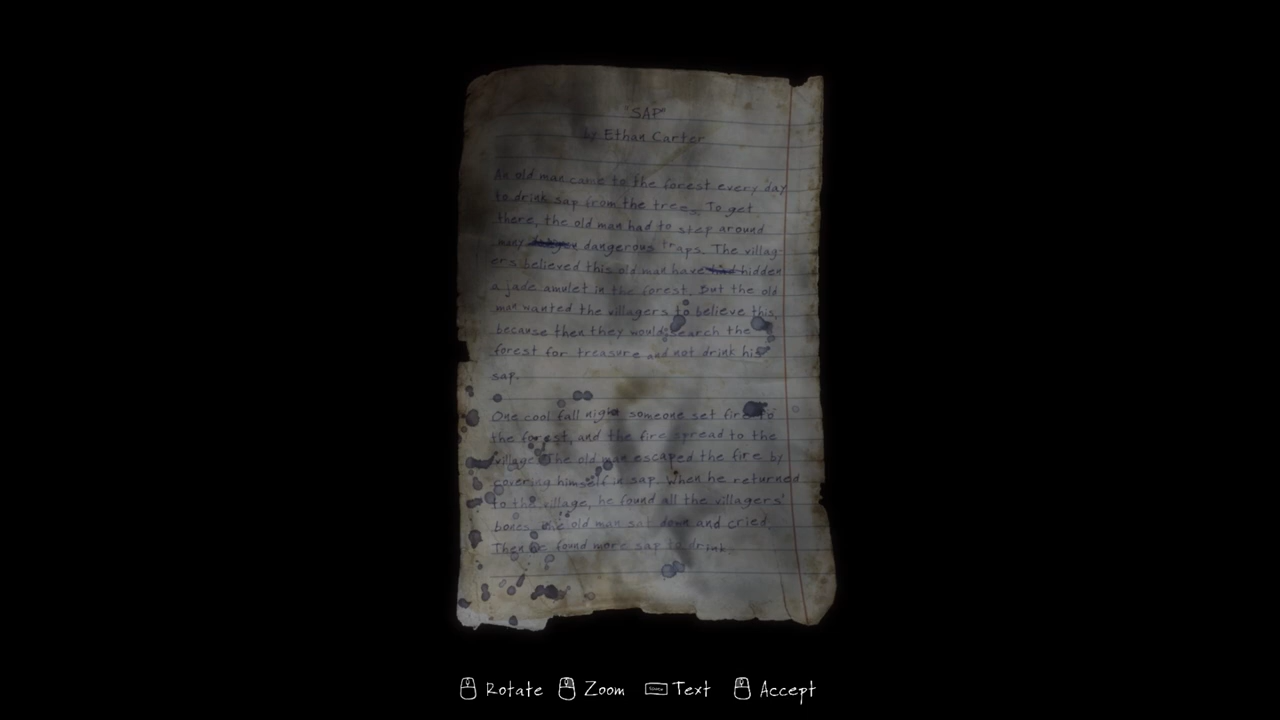 "SAP"
by Ethan Carter
An old man came to the forest every day
to drink sap from the trees. To get
there, the old man had to step around
many dangerous traps. The villag-
ers believed this old man have had hidden
a jade amulet in the forest. But the old
man wanted the villagers to believe this,
because then they would search the
forest for treasure and not drink his
sap.
One cool fall night someone set fire to
the forest, and the fire spread to the
village. The old man escaped the fire by
covering himself in sap. When he returned
to the village, he found all the villagers'
bones. The old man sat down and cried.
Then he found more sap to drink.
Rotate Zoom Text Accept